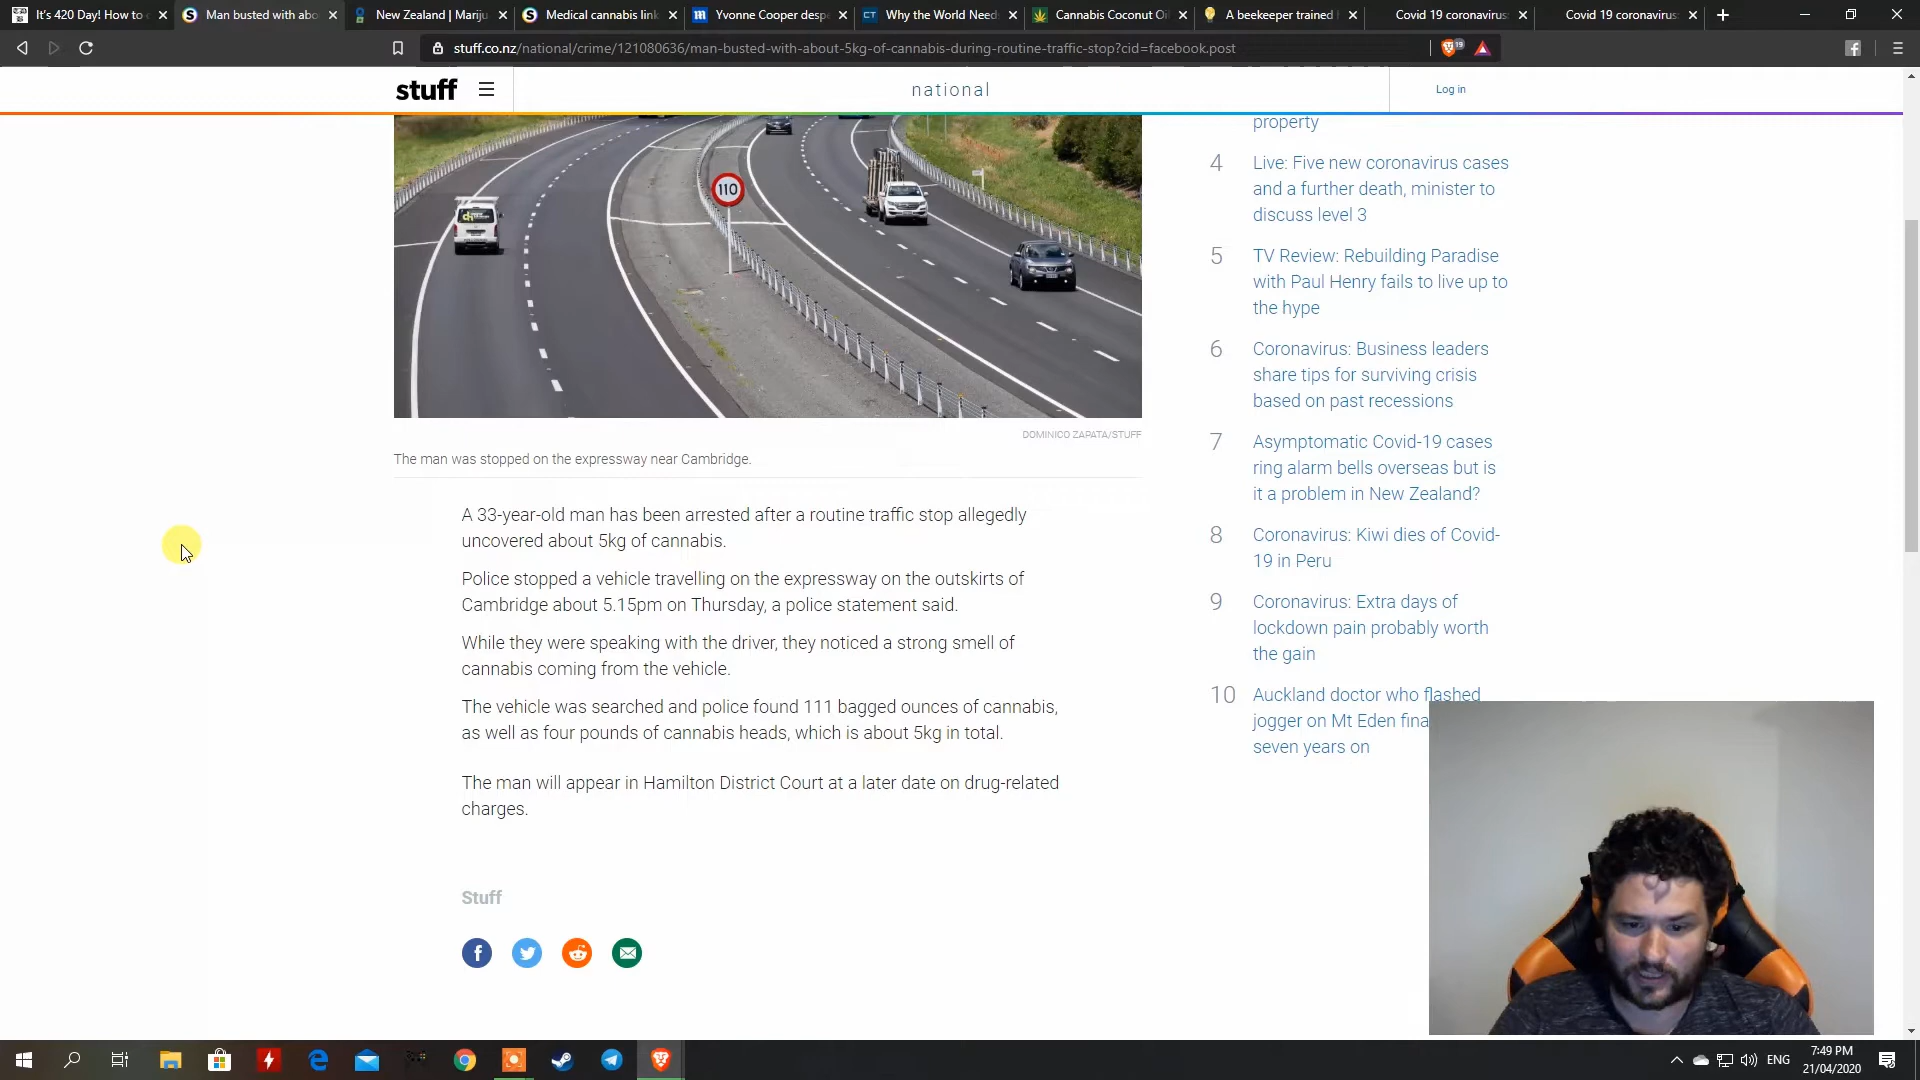 It's 420 Day! How to
Man busted with abo
New Zealand | Mariju
Medical cannabis link
Yvonne Cooper desp
CT Why the World Need
Cannabis Coconut Oi
A beekeeper trained
Covid 19 coronavirus
Covid 19 coronavirus
stuff.co.nz/national/crime/121080636/man-busted-with-about-5kg-of-cannabis-during-routine-traffic-stop?cid=facebook.post
19
stuff
national
Log in
110
DOMINICO ZAPATA/STUFF
The man was stopped on the expressway near Cambridge.
A 33-year-old man has been arrested after a routine traffic stop allegedly
uncovered about 5kg of cannabis.
Police stopped a vehicle travelling on the expressway on the outskirts of
Cambridge about 5.15pm on Thursday, a police statement said.
While they were speaking with the driver, they noticed a strong smell of
cannabis coming from the vehicle.
The vehicle was searched and police found 111 bagged ounces of cannabis,
as well as four pounds of cannabis heads, which is about 5kg in total.
The man will appear in Hamilton District Court at a later date on drug-related
charges.
Stuff
property
4 Live: Five new coronavirus cases
and a further death, minister to
discuss level 3
5 TV Review: Rebuilding Paradise
with Paul Henry fails to live up to
the hype
6 Coronavirus: Business leaders
share tips for surviving crisis
based on past recessions
7 Asymptomatic Covid-19 cases
ring alarm bells overseas but is
it a problem in New Zealand?
8 Coronavirus: Kiwi dies of Covid-
19 in Peru
9 Coronavirus: Extra days of
lockdown pain probably worth
the gain
10 Auckland doctor who flashed
jogger on Mt Eden fina
seven years on
ENG
7:49 PM
21/04/2020